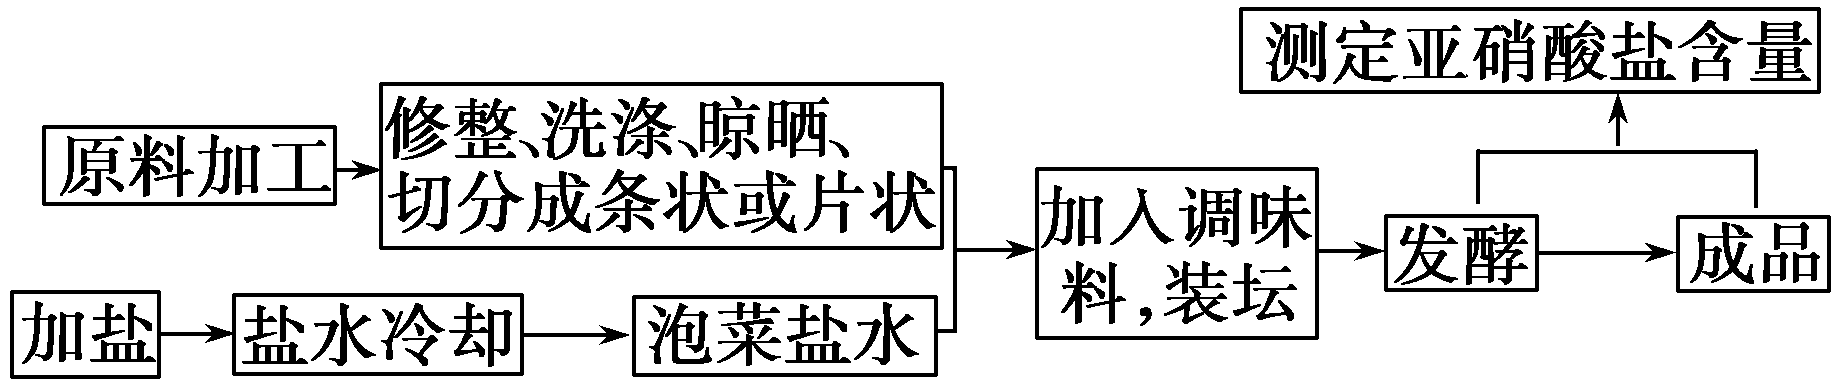 测定亚硝酸盐含量
原料加工
修整、洗涤、晾晒、
切分成条状或片状
加入调味
料,装坛
发酵
成品
加盐
盐水冷却
泡菜盐水